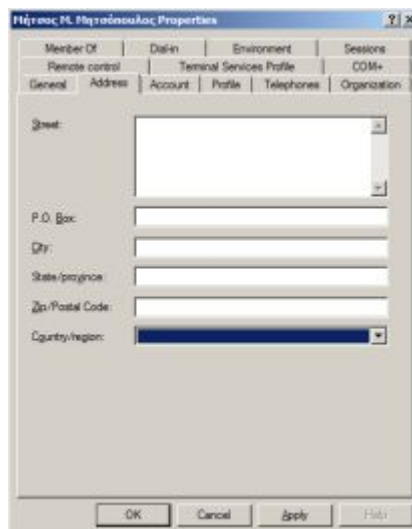 Μήτσος Μ. Μητσόπουλος Properties
Member Of Dial-in Environment Sessions
Remote control Terminal Services Profile COM+
General Address Account Profile Telephones Organization
Street:
P.O. Box:
City:
State/province:
Zip/Postal Code:
Country/region:
OK Cancel Apply Help